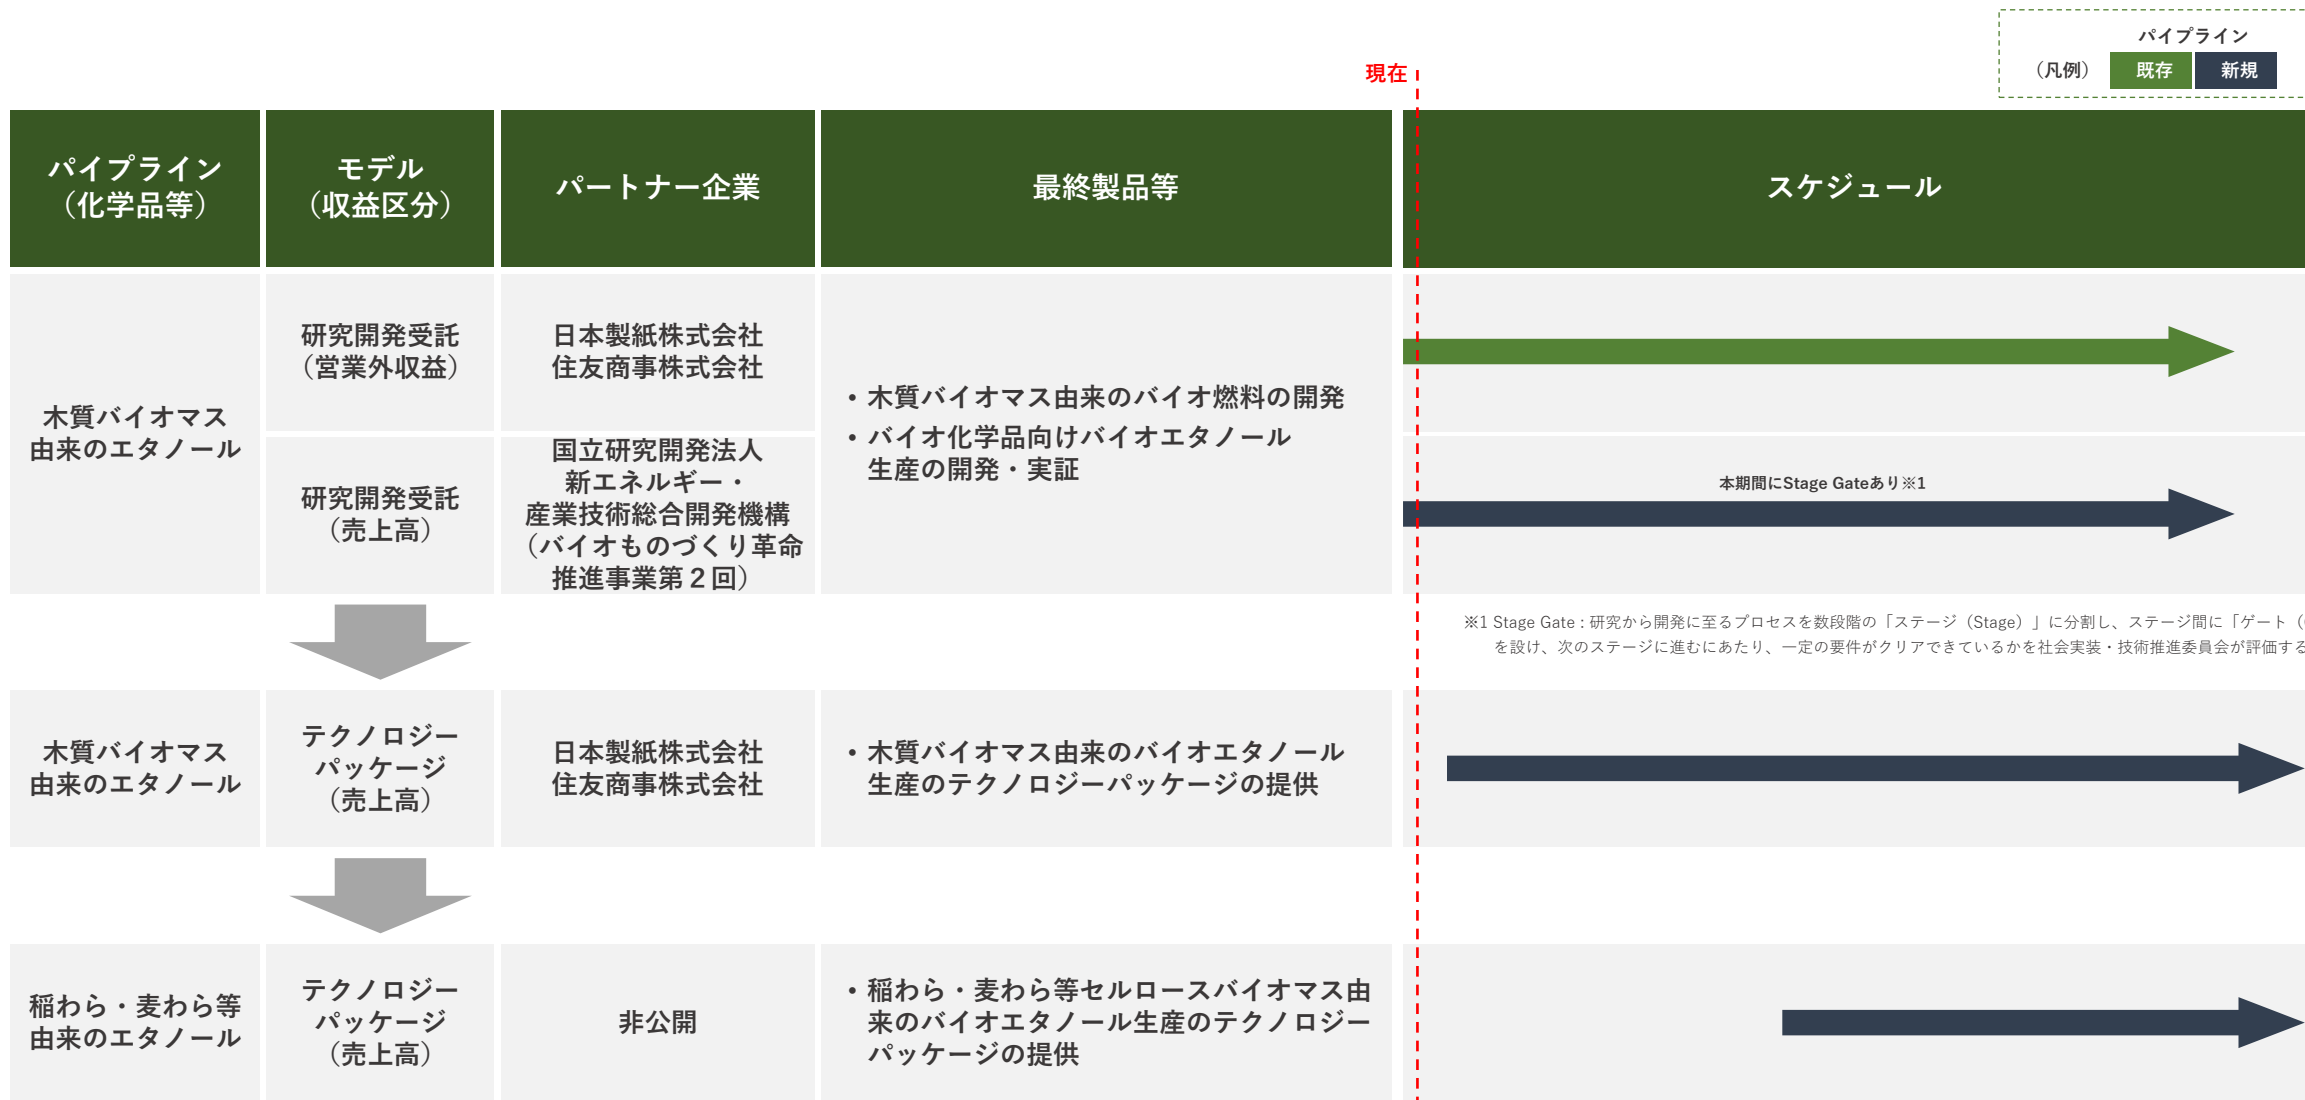 パイプライン
（凡例）
既存
新規
現在
パイプライン
（化学品等）
モデル
（収益区分）
パートナー企業
最終製品等
スケジュール
木質バイオマス
由来のエタノール
研究開発受託
（営業外収益）
日本製紙株式会社
住友商事株式会社
・木質バイオマス由来のバイオ燃料の開発
・バイオ化学品向けバイオエタノール
生産の開発・実証
研究開発受託
（売上高）
国立研究開発法人
新エネルギー・
産業技術総合開発機構
（バイオものづくり革命
推進事業第２回）
本期間にStage Gateあり※1
※1 Stage Gate : 研究から開発に至るプロセスを数段階の「ステージ（Stage）」に分割し、ステージ間に「ゲート（
を設け、次のステージに進むにあたり、一定の要件がクリアできているかを社会実装・技術推進委員会が評価する
木質バイオマス
由来のエタノール
テクノロジー
パッケージ
（売上高）
日本製紙株式会社
住友商事株式会社
・木質バイオマス由来のバイオエタノール
生産のテクノロジーパッケージの提供
稲わら・麦わら等
由来のエタノール
テクノロジー
パッケージ
（売上高）
非公開
・稲わら・麦わら等セルロースバイオマス由
来のバイオエタノール生産のテクノロジー
パッケージの提供